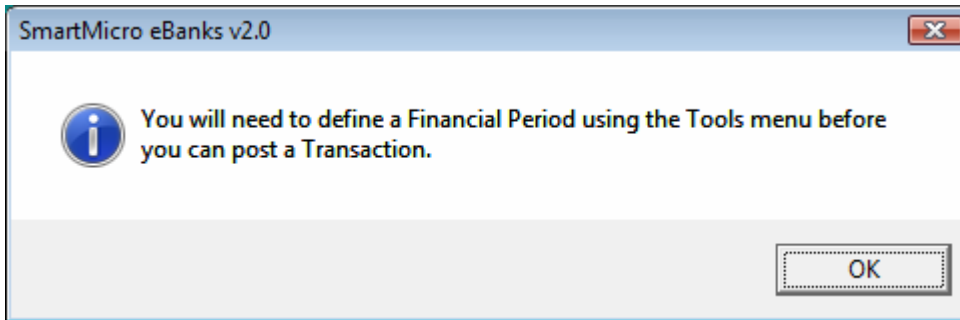 SmartMicro eBanks v2.0
You will need to define a Financial Period using the Tools menu before
you can post a Transaction.
OK